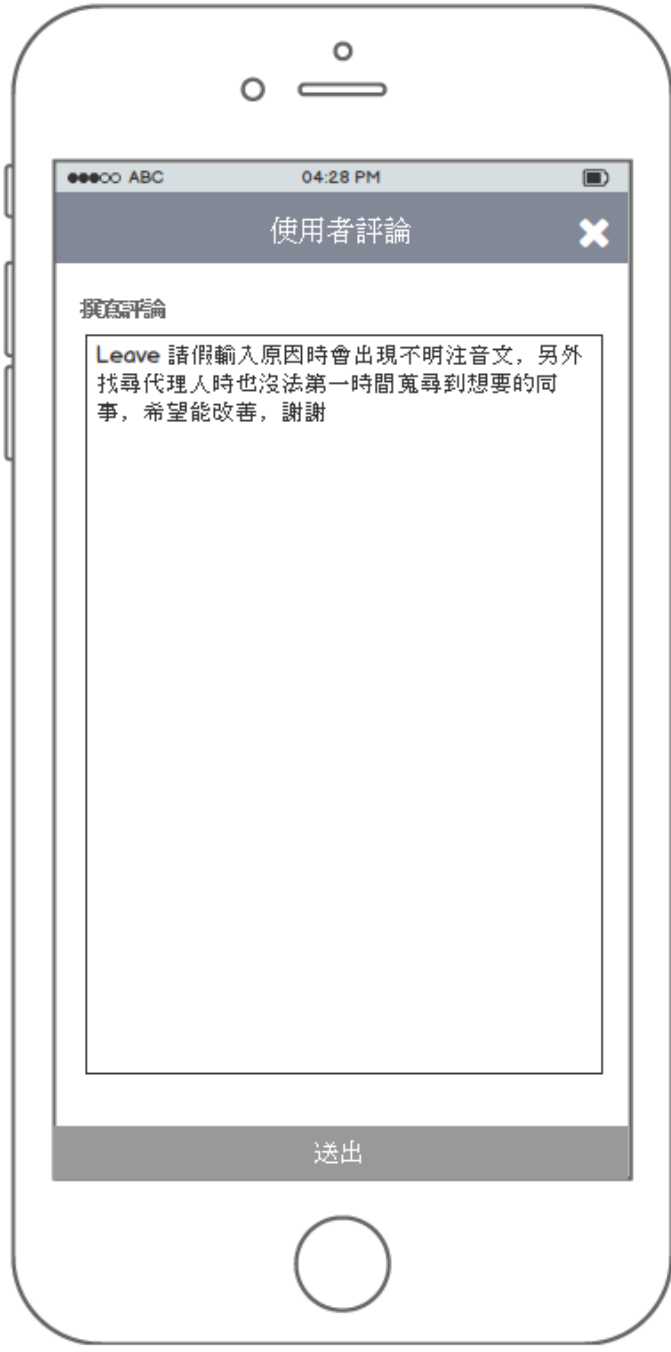 ABC 04:28 PM
使用者評論
撰寫評論
Leave 請假輸入原因時會出現不明注音文，另外
找尋代理人時也沒法第一時間蒐尋到想要的同
事，希望能改善，謝謝
送出